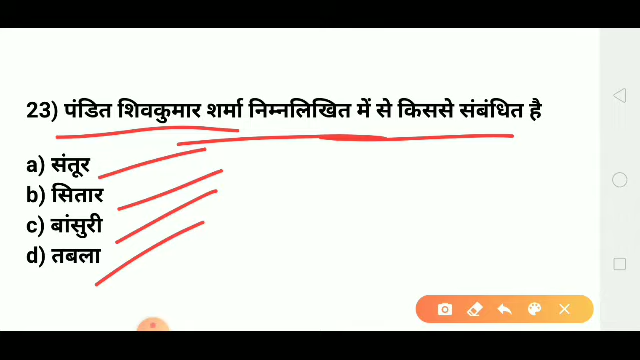 23) पंडित शिवकुमार शर्मा निम्नलिखित में से किससे संबंधित है
a) संतूर
b) सितार
c) बांसुरी
d) तबला